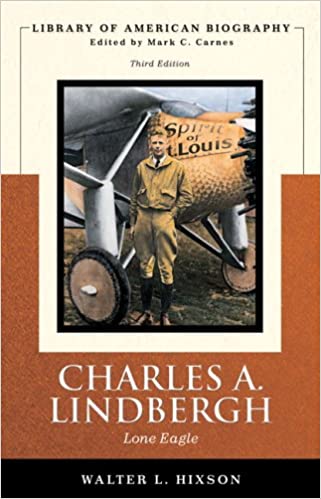 LIBRARY OF AMERICAN BIOGRAPHY
Edited by Mark C. Carnes
Third Edition
Spirit
of
St. Louis
CHARLES A.
LINDBERGH
Lone Eagle
WALTER L. HIXSON